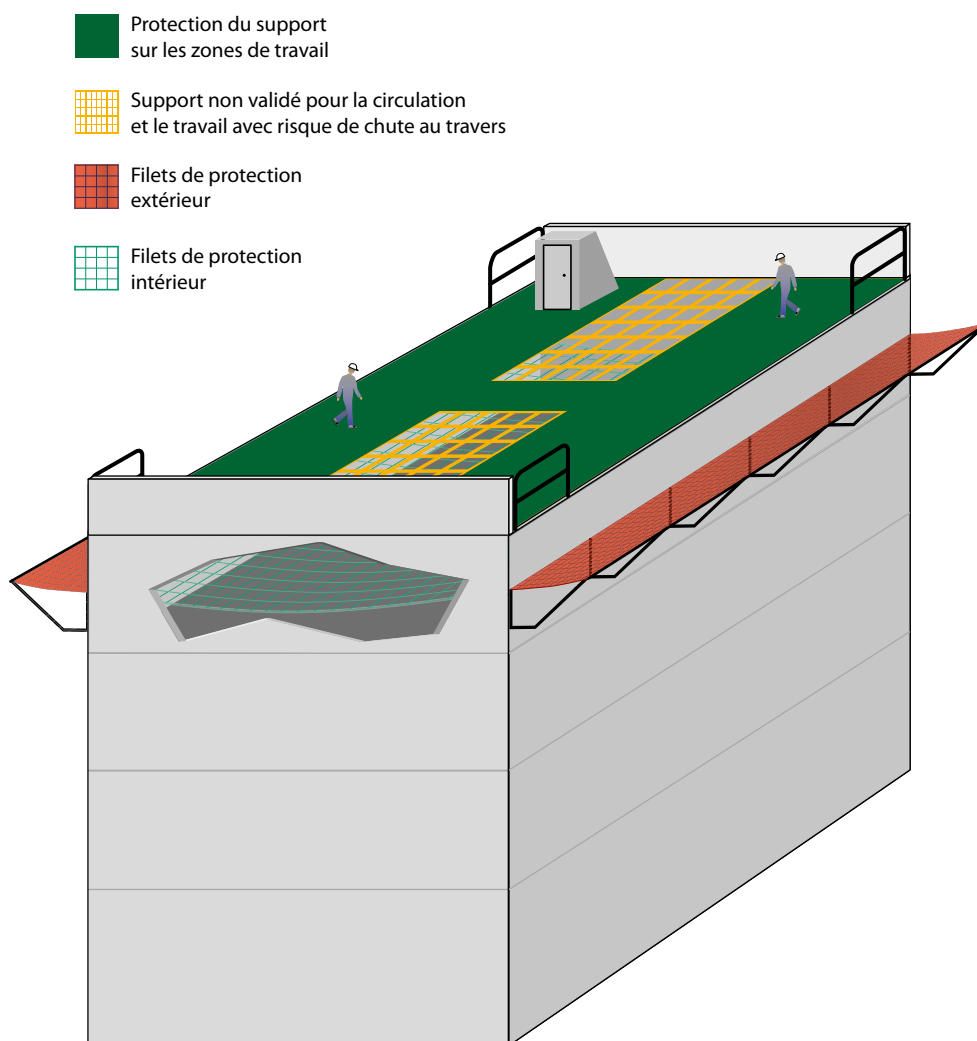 Protection du support
sur les zones de travail
Support non validé pour la circulation
et le travail avec risque de chute au travers
Filets de protection
extérieur
Filets de protection
intérieur